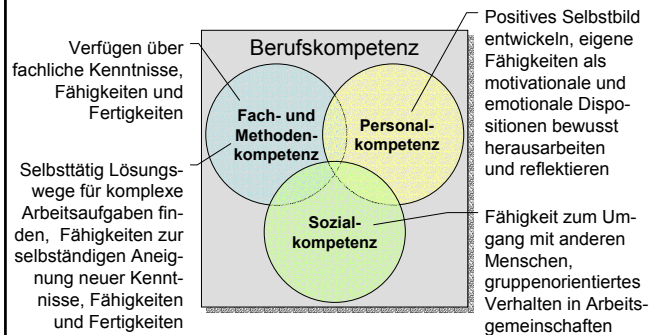 Berufskompetenz
Verfügen über
fachliche Kenntnisse,
Fähigkeiten und
Fertigkeiten
Selbsttätig Lösungs-
wege für komplexe
Arbeitsaufgaben fin-
den, Fähigkeiten zur
selbständigen Aneig-
nung neuer Kennt-
nisse, Fähigkeiten
und Fertigkeiten
Fach- und
Methoden-
kompetenz
Personal-
kompetenz
Sozial-
kompetenz
Positives Selbstbild
entwickeln, eigene
Fähigkeiten als
motivationale und
emotionale Dispo-
sitionen bewusst
herausarbeiten
und reflektieren
Fähigkeit zum Um-
gang mit anderen
Menschen,
gruppenorientiertes
Verhalten in Arbeits-
gemeinschaften